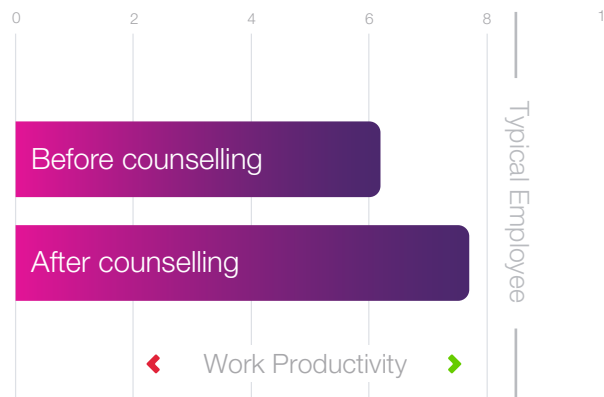 0 2 4 6 8 1
Before counselling
After counselling
Typical Employee
Work Productivity